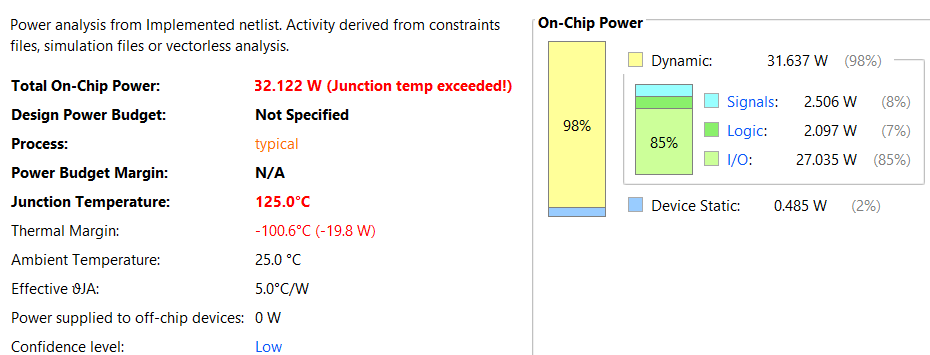 Power analysis from Implemented netlist. Activity derived from constraints
files, simulation files or vectorless analysis.
Total On-Chip Power: 32.122 W (Junction temp exceeded!)
Design Power Budget: Not Specified
Process: typical
Power Budget Margin: N/A
Junction Temperature: 125.0°C
Thermal Margin: -100.6°C (-19.8 W)
Ambient Temperature: 25.0 °C
Effective ϑJA: 5.0°C/W
Power supplied to off-chip devices: 0 W
Confidence level: Low
On-Chip Power
98%
Dynamic: 31.637 W (98%)
85%
Signals: 2.506 W (8%)
Logic: 2.097 W (7%)
I/O: 27.035 W (85%)
Device Static: 0.485 W (2%)